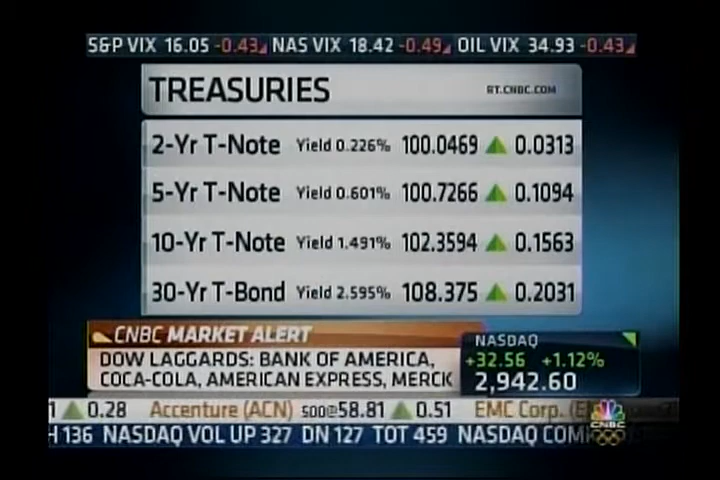 S&P VIX 16.05 -0.43 NAS VIX 18.42 -0.49 OIL VIX 34.93 -0.43
TREASURIES RT.CNBC.COM
2-Yr T-Note Yield 0.226% 100.0469 0.0313
5-Yr T-Note Yield 0.601% 100.7266 0.1094
10-Yr T-Note Yield 1.491% 102.3594 0.1563
30-Yr T-Bond Yield 2.595% 108.375 0.2031
CNBC MARKET ALERT
DOW LAGGARDS: BANK OF AMERICA,
COCA-COLA, AMERICAN EXPRESS, MERCK
NASDAQ
+32.56 +1.12%
2,942.60
1 0.28 Accenture (ACN) 500@58.81 0.51 EMC Corp.
CNBC
H 136 NASDAQ VOL UP 327 DN 127 TOT 459 NASDAQ